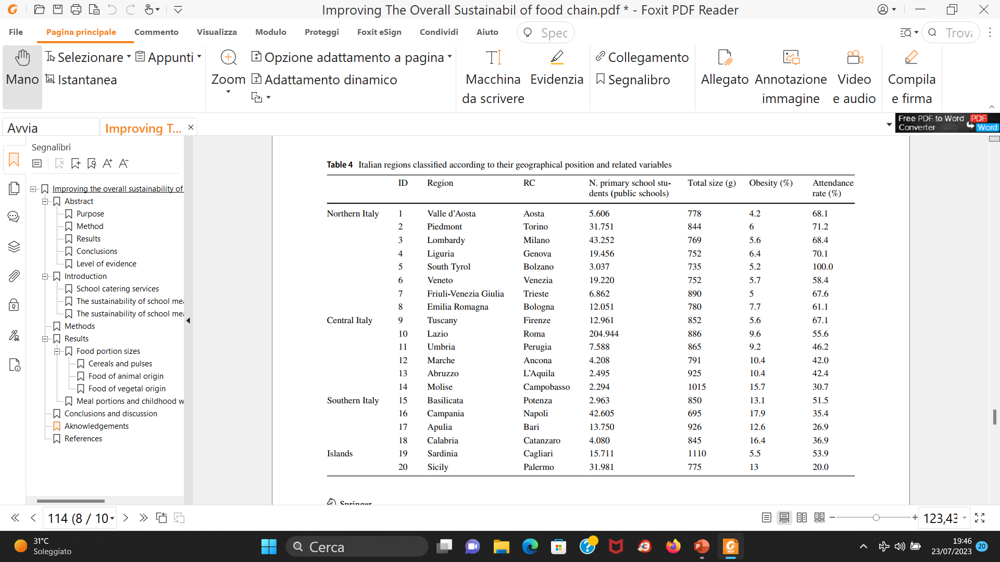 Improving The Overall Sustainabil of food chain.pdf * - Foxit PDF Reader
File Pagina principale Commento Visualizza Modulo Proteggi Foxit eSign Condividi Aiuto Spec Trova
Mano
Selezionare
Istantanea
Appunti
Zoom
Opzione adattamento a pagina
Adattamento dinamico
Macchina da scrivere
Evidenzia
Collegamento
Segnalibro
Allegato
Annotazione immagine
Video e audio
Compila e firma
Avvia Improving T...
Free PDF to Word PDF
Converter Word
Segnalibri
Improving the overall sustainability of
Abstract
Purpose
Method
Results
Conclusions
Level of evidence
Introduction
School catering services
The sustainability of school mea
The sustainability of school mea
Methods
Results
Food portion sizes
Cereals and pulses
Food of animal origin
Food of vegetal origin
Meal portions and childhood w
Conclusions and discussion
Aknowledgements
References
Table 4 Italian regions classified according to their geographical position and related variables
ID Region RC N. primary school stu- Total size (g) Obesity (%) Attendance
dents (public schools) rate (%)
Northern Italy 1 Valle d'Aosta Aosta 5.606 778 4.2 68.1
2 Piedmont Torino 31.751 844 6 71.2
3 Lombardy Milano 43.252 769 5.6 68.4
4 Liguria Genova 19.456 752 6.4 70.1
5 South Tyrol Bolzano 3.037 735 5.2 100.0
6 Veneto Venezia 19.220 752 5.7 58.4
7 Friuli-Venezia Giulia Trieste 6.862 890 5 67.6
8 Emilia Romagna Bologna 12.051 780 7.7 61.1
Central Italy 9 Tuscany Firenze 12.961 852 5.6 67.1
10 Lazio Roma 204.944 886 9.6 55.6
11 Umbria Perugia 7.588 865 9.2 46.2
12 Marche Ancona 4.208 791 10.4 42.0
13 Abruzzo L'Aquila 2.495 925 10.4 42.4
14 Molise Campobasso 2.294 1015 15.7 30.7
Southern Italy 15 Basilicata Potenza 2.963 850 13.1 51.5
16 Campania Napoli 42.605 695 17.9 35.4
17 Apulia Bari 13.750 926 12.6 26.9
18 Calabria Catanzaro 4.080 845 16.4 36.9
Islands 19 Sardinia Cagliari 15.711 1110 5.5 53.9
20 Sicily Palermo 31.981 775 13 20.0
Springer
114 (8 / 10 123,43
31°C
Soleggiato
Cerca
19:46
23/07/2023 20